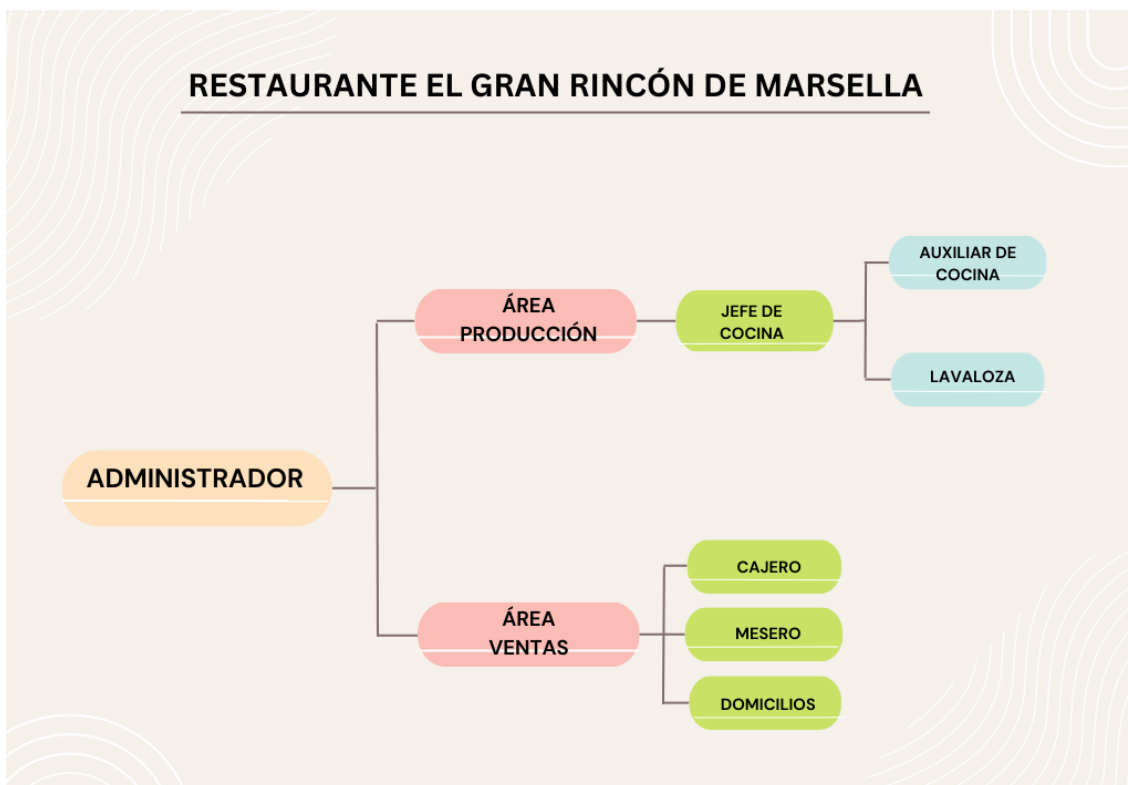 RESTAURANTE EL GRAN RINCÓN DE MARSELLA
ADMINISTRADOR
ÁREA
PRODUCCIÓN
JEFE DE
COCINA
AUXILIAR DE
COCINA
LAVALOZA
ÁREA
VENTAS
CAJERO
MESERO
DOMICILIOS